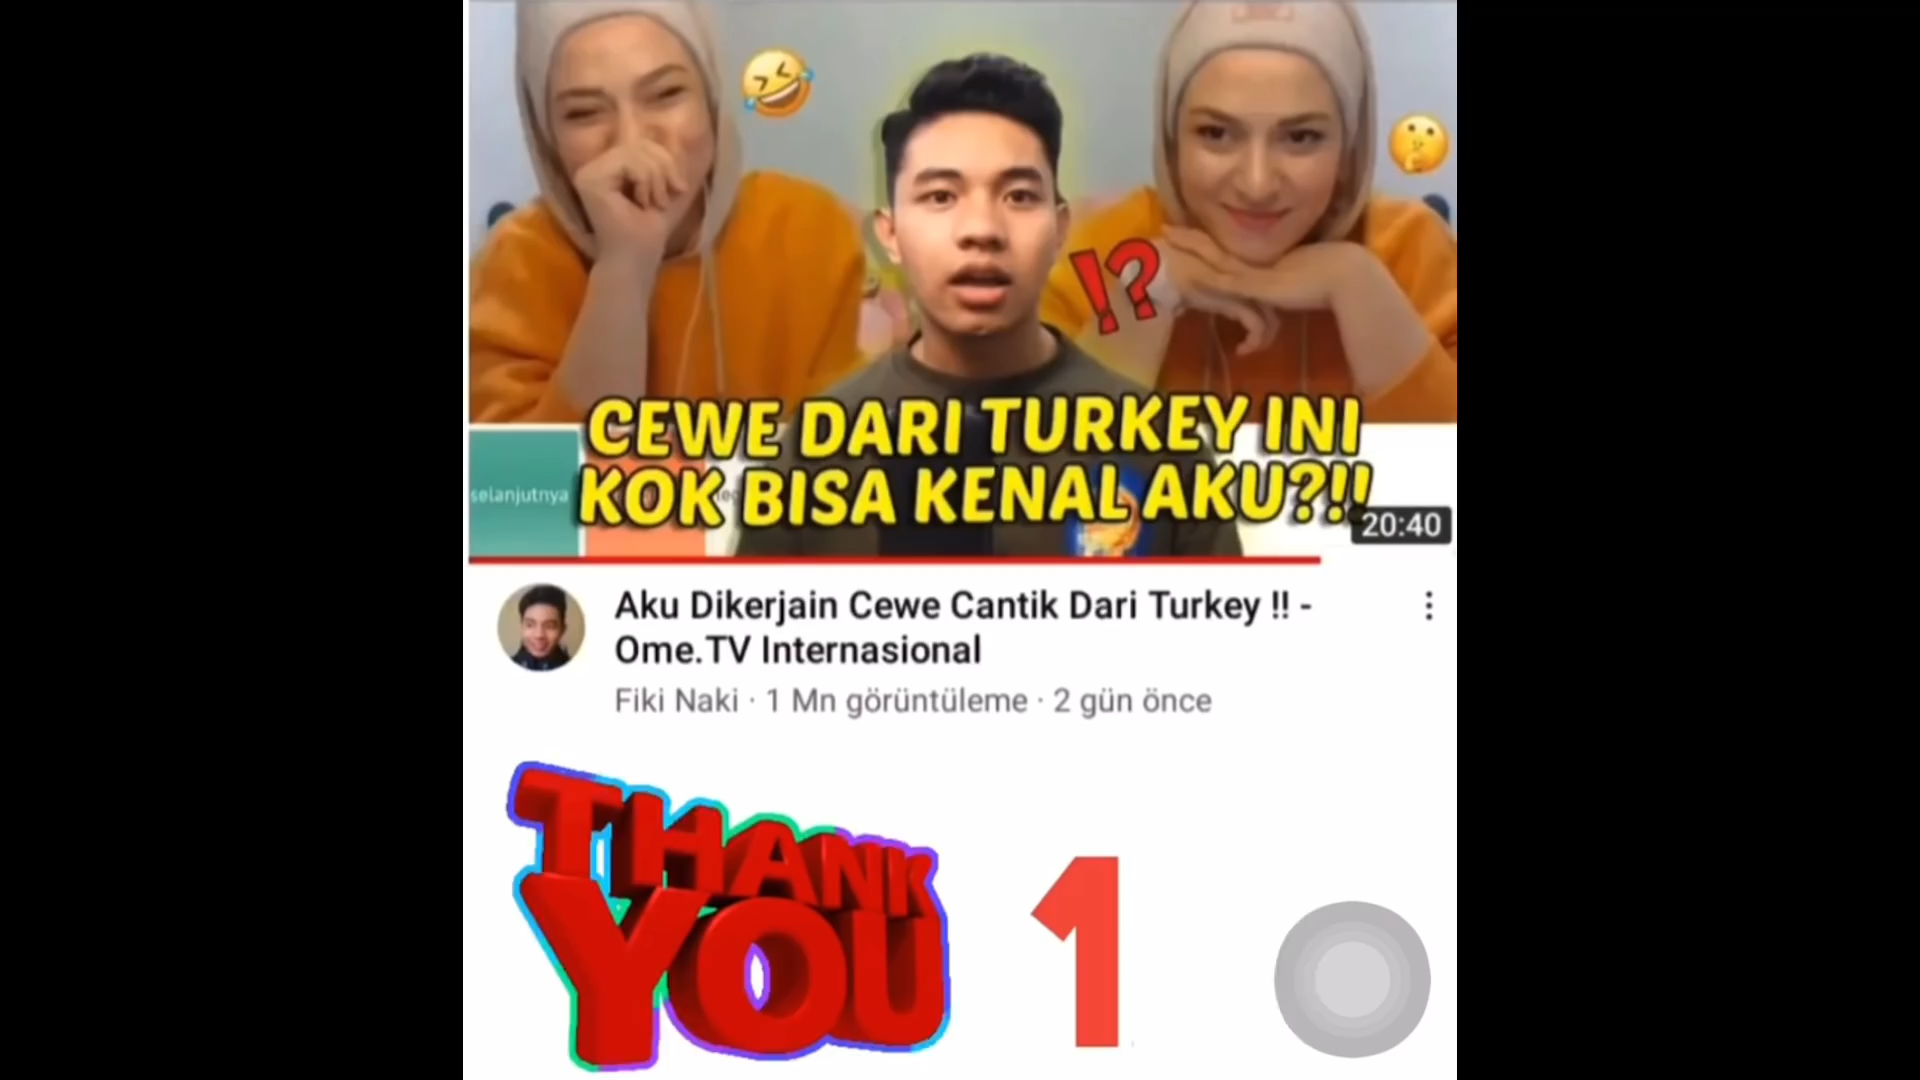 CEWE DARI TURKEY INI
KOK BISA KENAL AKU?!!
selanjutnya
20:40
Aku Dikerjain Cewe Cantik Dari Turkey !! -
Ome.TV Internasional
Fiki Naki · 1 Mn görüntüleme · 2 gün önce
THANK
YOU
1